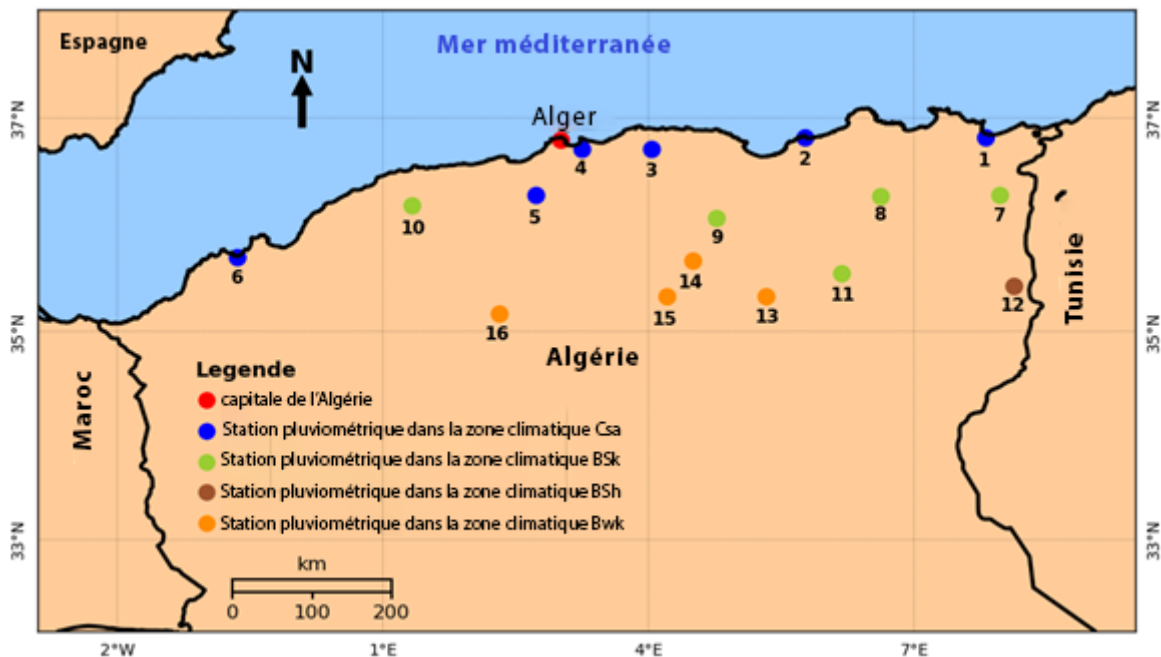 Espagne
Mer méditerranée
N
Alger
37°N
37°N
4
3
2
1
10
5
9
8
7
6
14
15
13
11
12
16
35°N
35°N
Algérie
Tunisie
Maroc
Legende
capitale de l'Algérie
Station pluviométrique dans la zone climatique Csa
Station pluviométrique dans la zone climatique BSk
Station pluviométrique dans la zone climatique BSh
Station pluviométrique dans la zone climatique Bwk
33°N
33°N
km
0 100 200
2°W 1°E 4°E 7°E